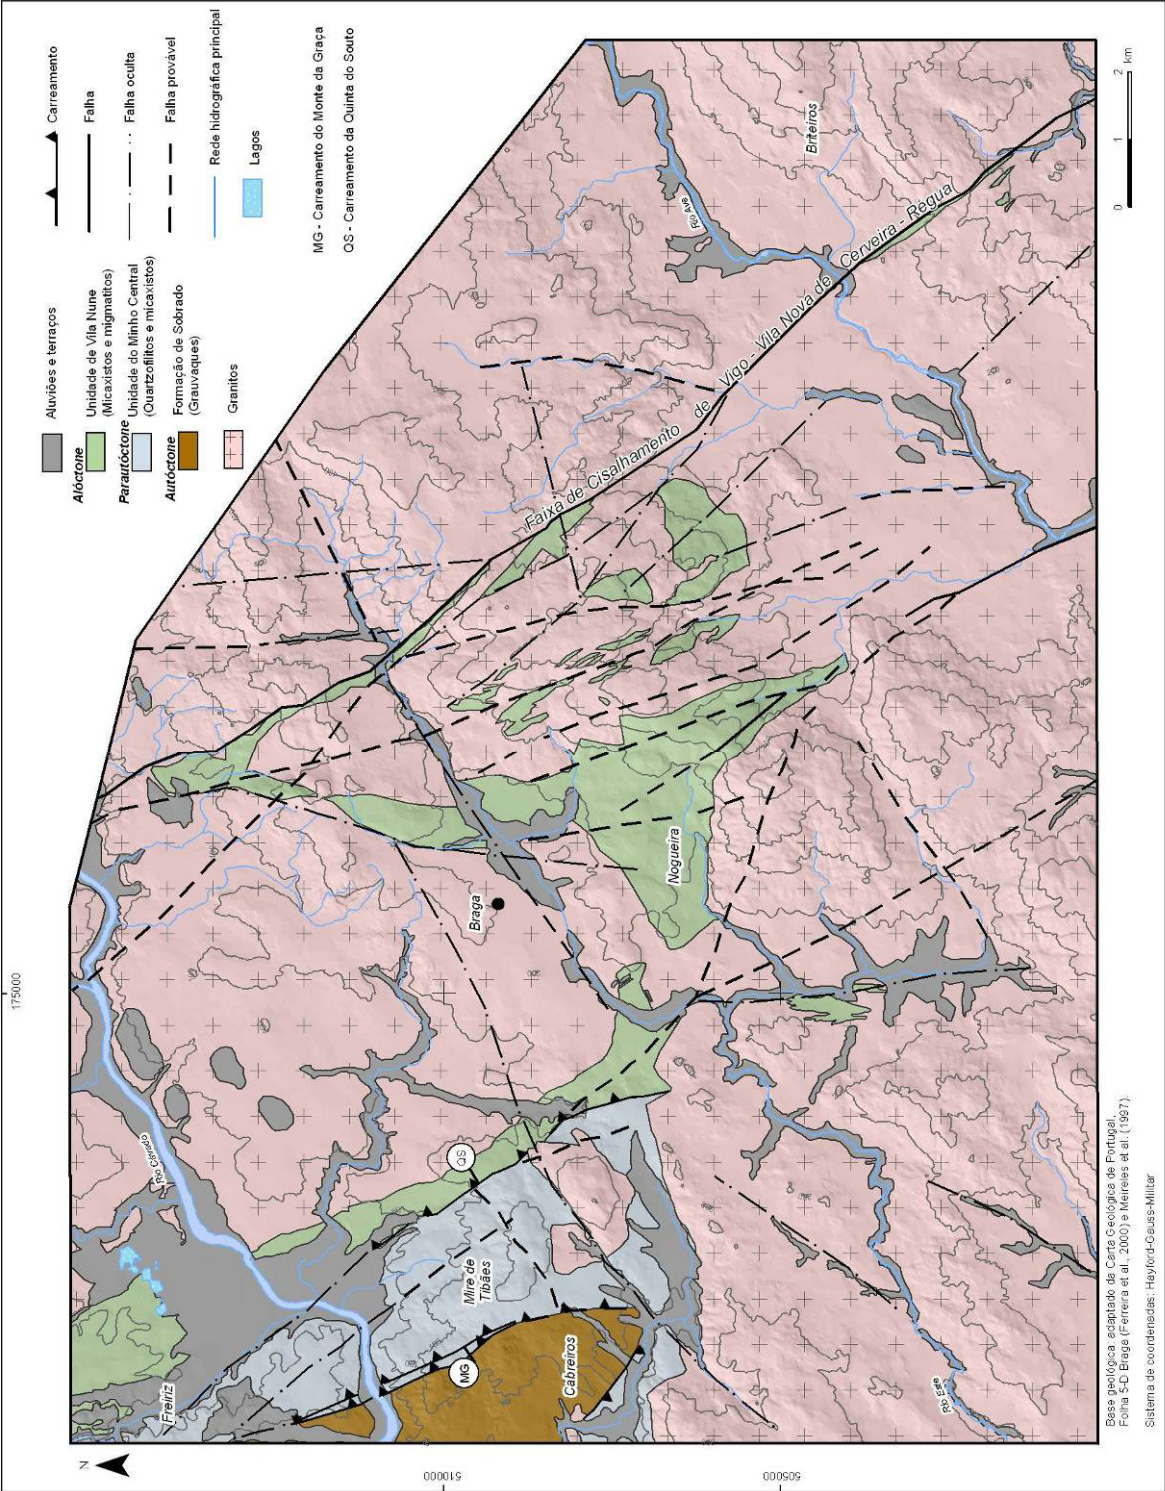 Aluviões e terraços
Alóctone
Unidade de Vila Nune
(Micaxistos e migmatitos)
Parautóctone
Unidade do Minho Central
(Quartzofilitos e micaxistos)
Autóctone
Formação de Sobrado
(Grauvaques)
Granitos
Carreamento
Falha
Falha oculta
Falha provável
Rede hidrográfica principal
Lagos
MG - Carreamento do Monte da Graça
QS - Carreamento da Quinta do Souto
175000
N
510000
505000
Freiriz
Rio Cávado
Mire de
Tibães
QS
MG
Cabreiros
Braga
Nogueira
Faixa de Cisalhamento de Vigo - Vila Nova de Cerveira - Régua
Rio Ave
Briteiros
Rio Este
0 1 2 km
Base geológica: adaptado da Carta Geológica de Portugal,
Folha 5-D Braga (Ferreira et al., 2000) e Meireles et al. (1997).
Sistema de coordenadas: Hayford-Gauss-Militar